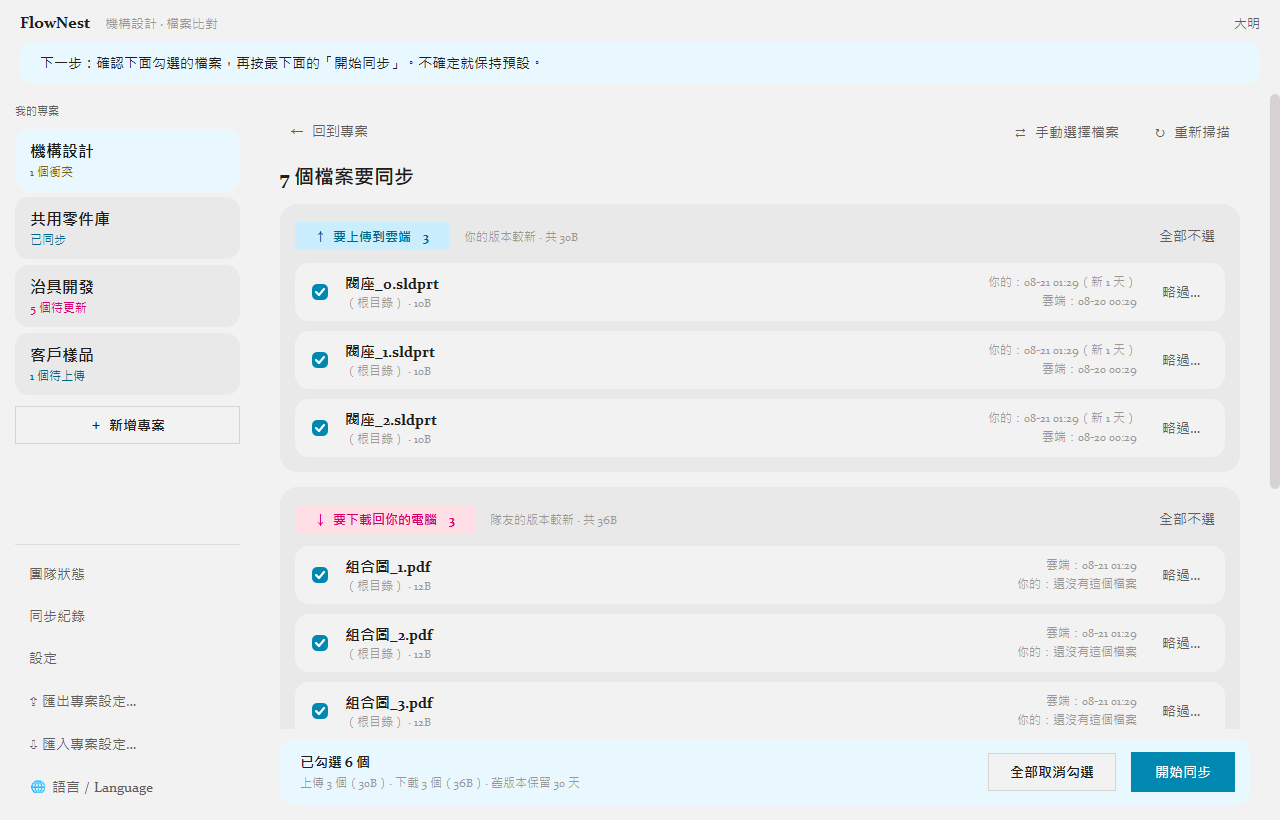 FlowNest 機構設計 · 檔案比對 大明
下一步：確認下面勾選的檔案，再按最下面的「開始同步」。不確定就保持預設。
我的專案
機構設計
1 個衝突
共用零件庫
已同步
治具開發
5 個待更新
客戶樣品
1 個待上傳
+ 新增專案
團隊狀態
同步紀錄
設定
⇧ 匯出專案設定...
⇩ 匯入專案設定...
🌐 語言 / Language
← 回到專案 ⇄ 手動選擇檔案 ↻ 重新掃描
7 個檔案要同步
↑ 要上傳到雲端 3 你的版本較新 · 共 30B 全部不選
閥座_0.sldprt
（根目錄） · 10B
你的：08-21 01:29（新 1 天）
雲端：08-20 00:29
略過...
閥座_1.sldprt
（根目錄） · 10B
你的：08-21 01:29（新 1 天）
雲端：08-20 00:29
略過...
閥座_2.sldprt
（根目錄） · 10B
你的：08-21 01:29（新 1 天）
雲端：08-20 00:29
略過...
↓ 要下載回你的電腦 3 隊友的版本較新 · 共 36B 全部不選
組合圖_1.pdf
（根目錄） · 12B
雲端：08-21 01:29
你的：還沒有這個檔案
略過...
組合圖_2.pdf
（根目錄） · 12B
雲端：08-21 01:29
你的：還沒有這個檔案
略過...
組合圖_3.pdf
（根目錄） · 12B
雲端：08-21 01:29
你的：還沒有這個檔案
略過...
已勾選 6 個
上傳 3 個（30B） · 下載 3 個（36B） · 舊版本保留 30 天
全部取消勾選 開始同步